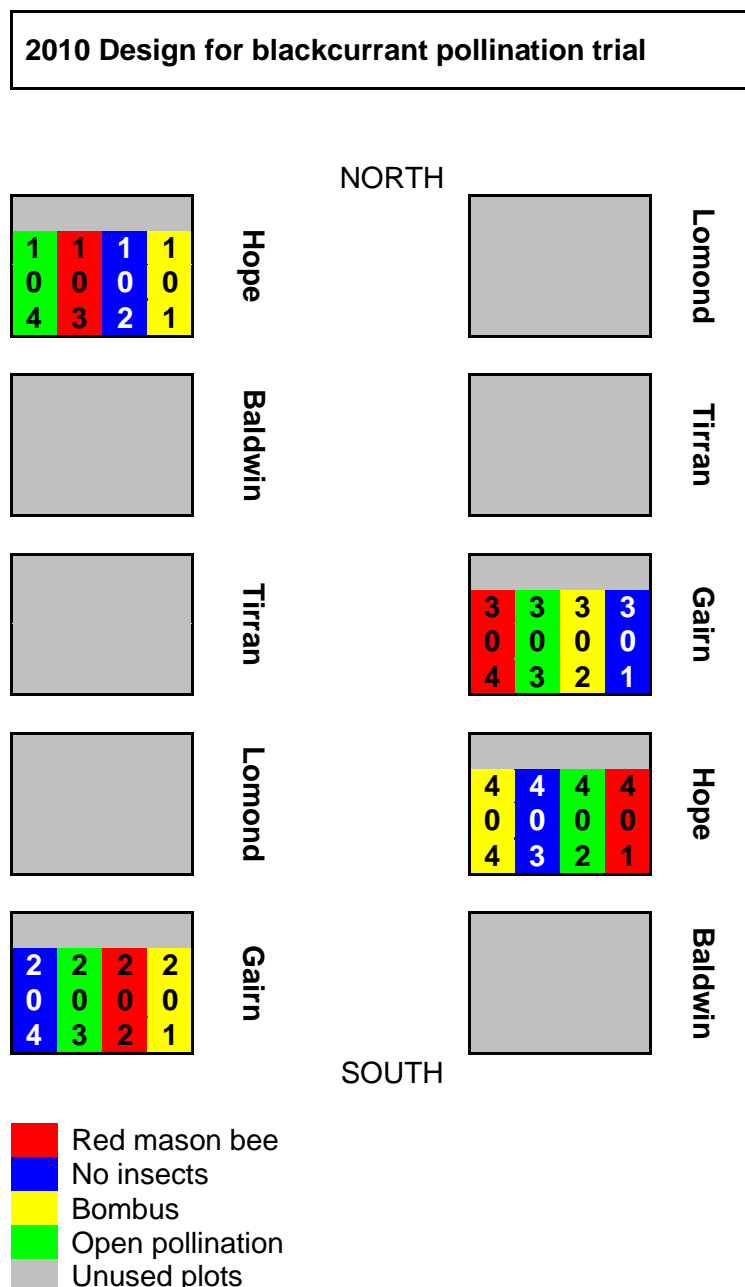 2010 Design for blackcurrant pollination trial
NORTH
1 1 1 1
0 0 0 0
4 3 2 1
Hope
Lomond
Baldwin
Tirran
Tirran
3 3 3 3
0 0 0 0
4 3 2 1
Gairn
Lomond
4 4 4 4
0 0 0 0
4 3 2 1
Hope
2 2 2 2
0 0 0 0
4 3 2 1
Gairn
Baldwin
SOUTH
Red mason bee
No insects
Bombus
Open pollination
Unused plots